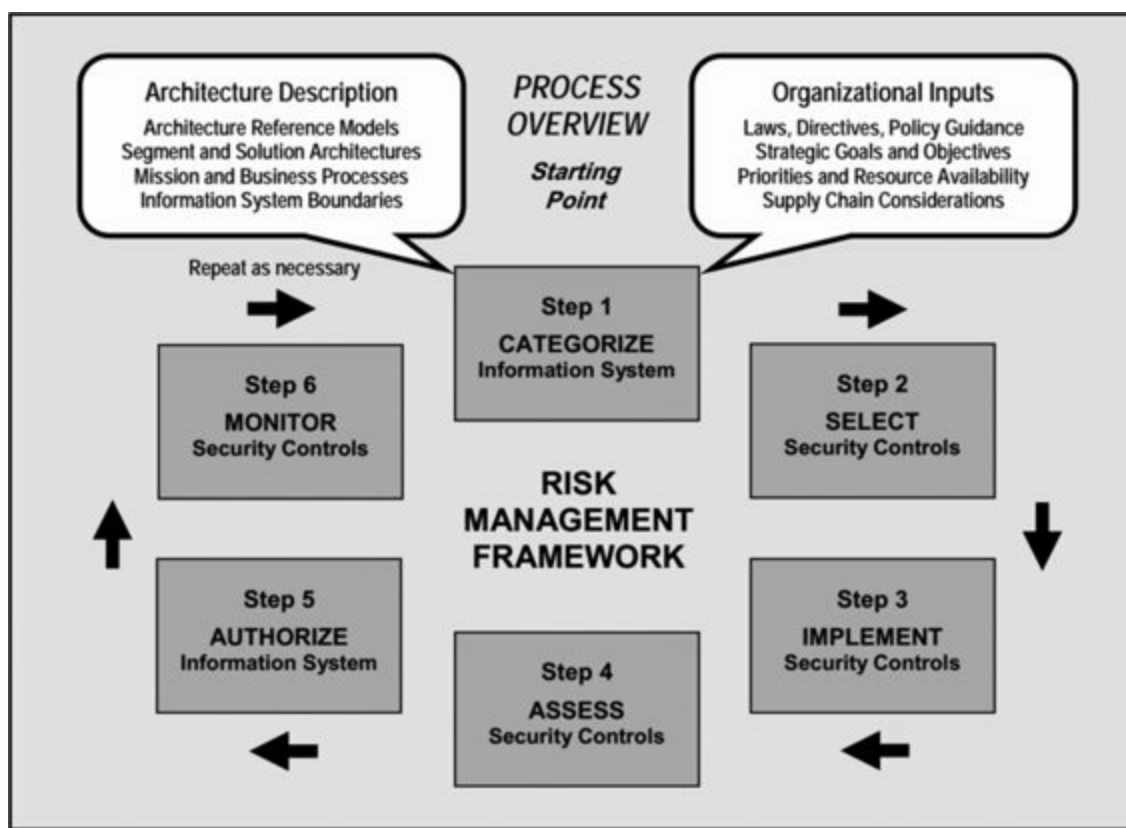 Architecture Description
Architecture Reference Models
Segment and Solution Architectures
Mission and Business Processes
Information System Boundaries
PROCESS
OVERVIEW
Starting
Point
Organizational Inputs
Laws, Directives, Policy Guidance
Strategic Goals and Objectives
Priorities and Resource Availability
Supply Chain Considerations
Repeat as necessary
Step 1
CATEGORIZE
Information System
Step 2
SELECT
Security Controls
Step 3
IMPLEMENT
Security Controls
Step 4
ASSESS
Security Controls
Step 5
AUTHORIZE
Information System
Step 6
MONITOR
Security Controls
RISK
MANAGEMENT
FRAMEWORK